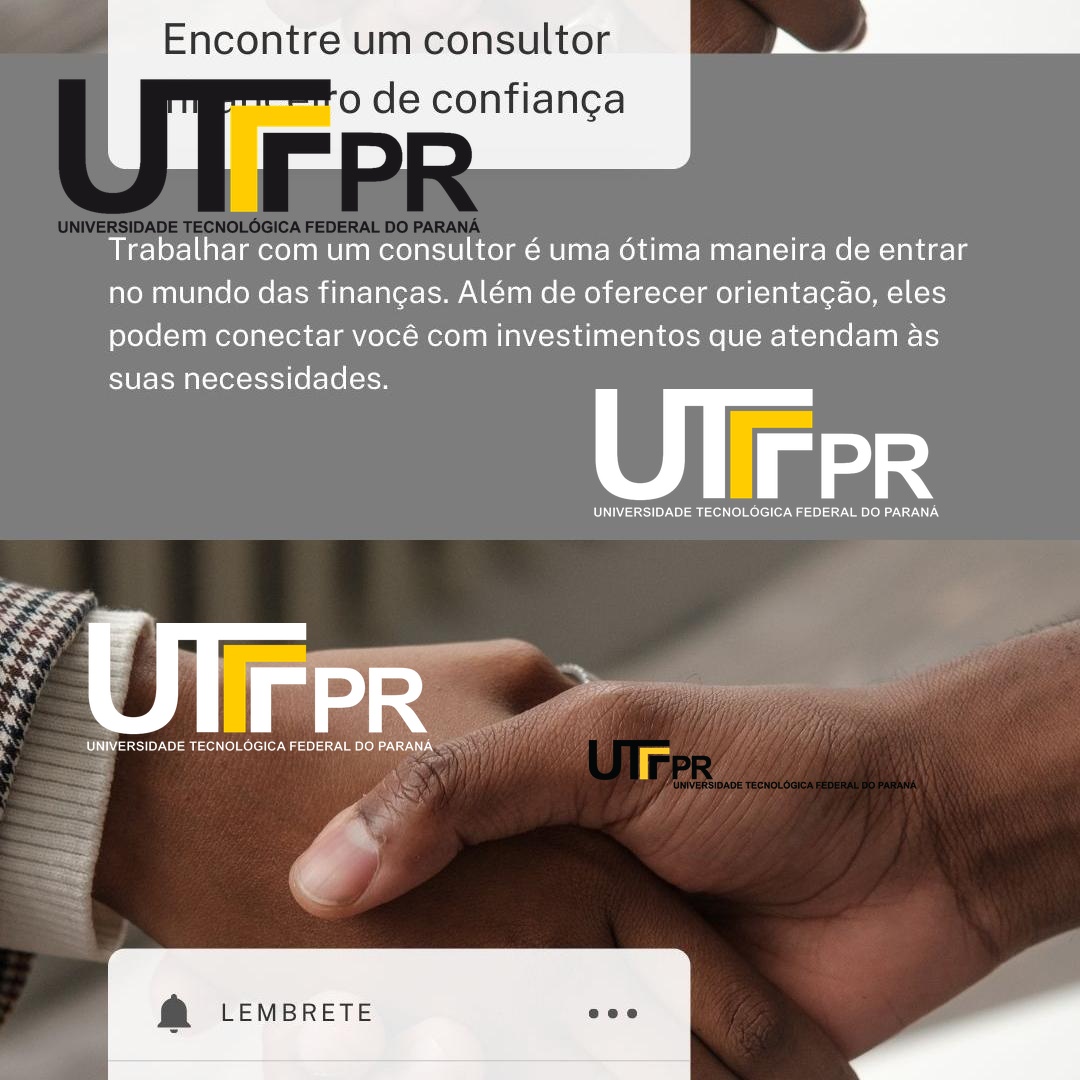 Encontre um consultor
financeiro de confiança
UTFPR
UNIVERSIDADE TECNOLÓGICA FEDERAL DO PARANÁ
Trabalhar com um consultor é uma ótima maneira de entrar
no mundo das finanças. Além de oferecer orientação, eles
podem conectar você com investimentos que atendam às
suas necessidades.
UTFPR
UNIVERSIDADE TECNOLÓGICA FEDERAL DO PARANÁ
UTFPR
UNIVERSIDADE TECNOLÓGICA FEDERAL DO PARANÁ
UTFPR
UNIVERSIDADE TECNOLÓGICA FEDERAL DO PARANÁ
LEMBRETE